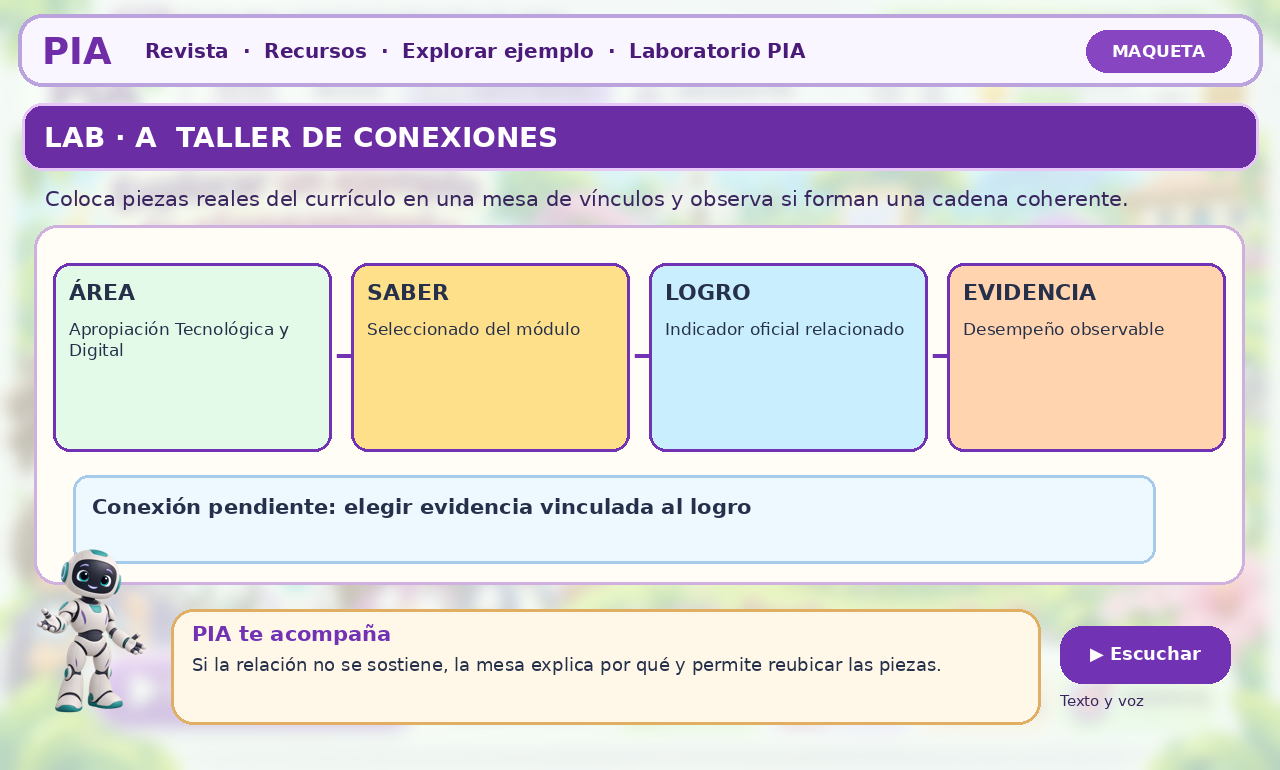 PIA
Revista · Recursos · Explorar ejemplo · Laboratorio PIA
MAQUETA
LAB · A TALLER DE CONEXIONES
Coloca piezas reales del currículo en una mesa de vínculos y observa si forman una cadena coherente.
ÁREA
Apropiación Tecnológica y
Digital
SABER
Seleccionado del módulo
LOGRO
Indicador oficial relacionado
EVIDENCIA
Desempeño observable
Conexión pendiente: elegir evidencia vinculada al logro
PIA te acompaña
Si la relación no se sostiene, la mesa explica por qué y permite reubicar las piezas.
▶ Escuchar
Texto y voz